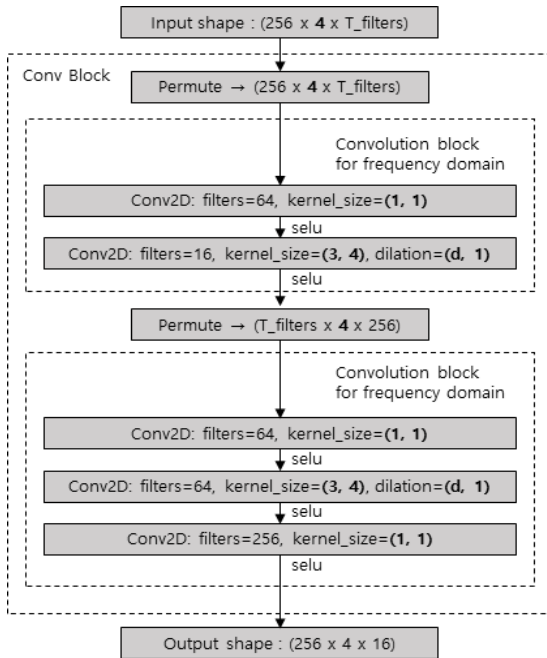 Input shape : (256 x 4 x T_filters)
Conv Block
Permute → (256 x 4 x T_filters)
Convolution block
for frequency domain
Conv2D: filters=64, kernel_size=(1, 1)
selu
Conv2D: filters=16, kernel_size=(3, 4), dilation=(d, 1)
selu
Permute → (T_filters x 4 x 256)
Convolution block
for frequency domain
Conv2D: filters=64, kernel_size=(1, 1)
selu
Conv2D: filters=64, kernel_size=(3, 4), dilation=(d, 1)
selu
Conv2D: filters=256, kernel_size=(1, 1)
selu
Output shape : (256 x 4 x 16)